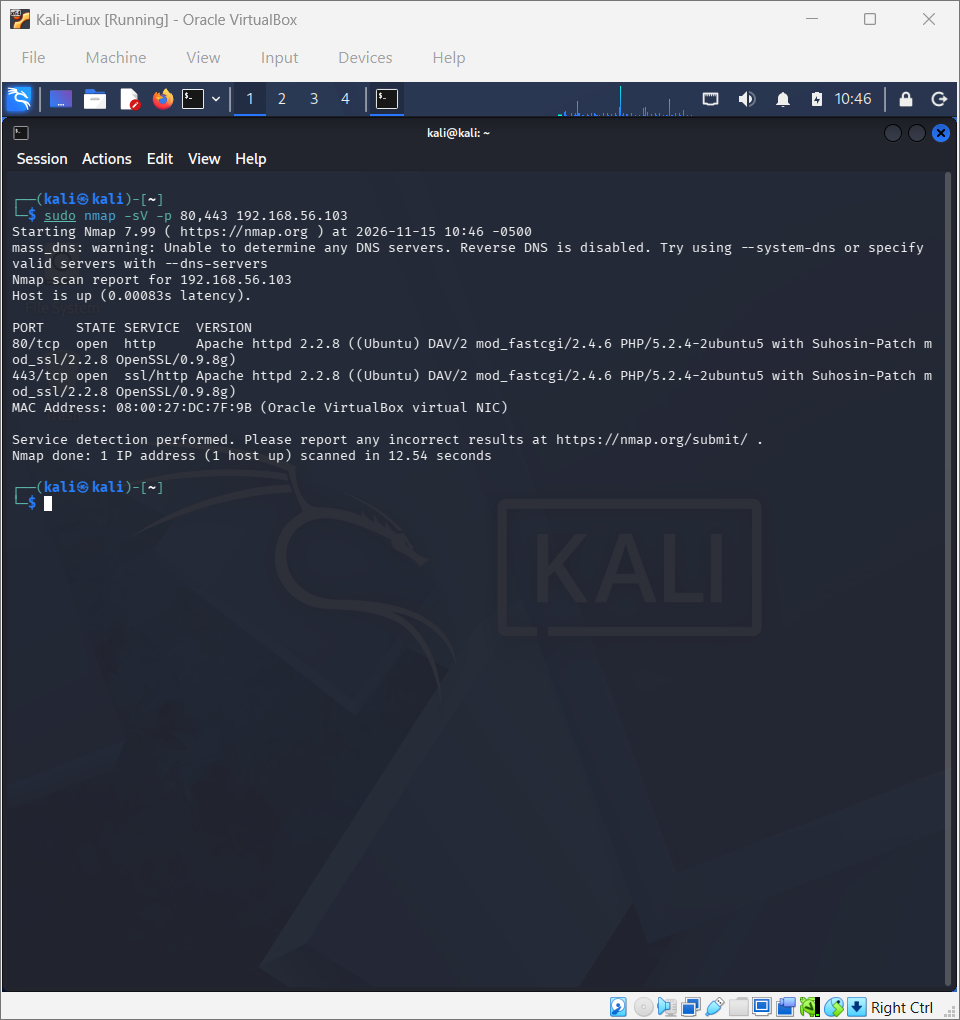 Kali-Linux [Running] - Oracle VirtualBox
File Machine View Input Devices Help
1 2 3 4 10:46
kali@kali: ~
Session Actions Edit View Help
┌──(kali㉿kali)-[~]
└─$ sudo nmap -sV -p 80,443 192.168.56.103
Starting Nmap 7.99 ( https://nmap.org ) at 2026-11-15 10:46 -0500
mass_dns: warning: Unable to determine any DNS servers. Reverse DNS is disabled. Try using --system-dns or specify
valid servers with --dns-servers
Nmap scan report for 192.168.56.103
Host is up (0.00083s latency).
PORT    STATE SERVICE  VERSION
80/tcp  open  http     Apache httpd 2.2.8 ((Ubuntu) DAV/2 mod_fastcgi/2.4.6 PHP/5.2.4-2ubuntu5 with Suhosin-Patch m
od_ssl/2.2.8 OpenSSL/0.9.8g)
443/tcp open  ssl/http Apache httpd 2.2.8 ((Ubuntu) DAV/2 mod_fastcgi/2.4.6 PHP/5.2.4-2ubuntu5 with Suhosin-Patch m
od_ssl/2.2.8 OpenSSL/0.9.8g)
MAC Address: 08:00:27:DC:7F:9B (Oracle VirtualBox virtual NIC)
Service detection performed. Please report any incorrect results at https://nmap.org/submit/ .
Nmap done: 1 IP address (1 host up) scanned in 12.54 seconds
┌──(kali㉿kali)-[~]
└─$
KALI
Right Ctrl